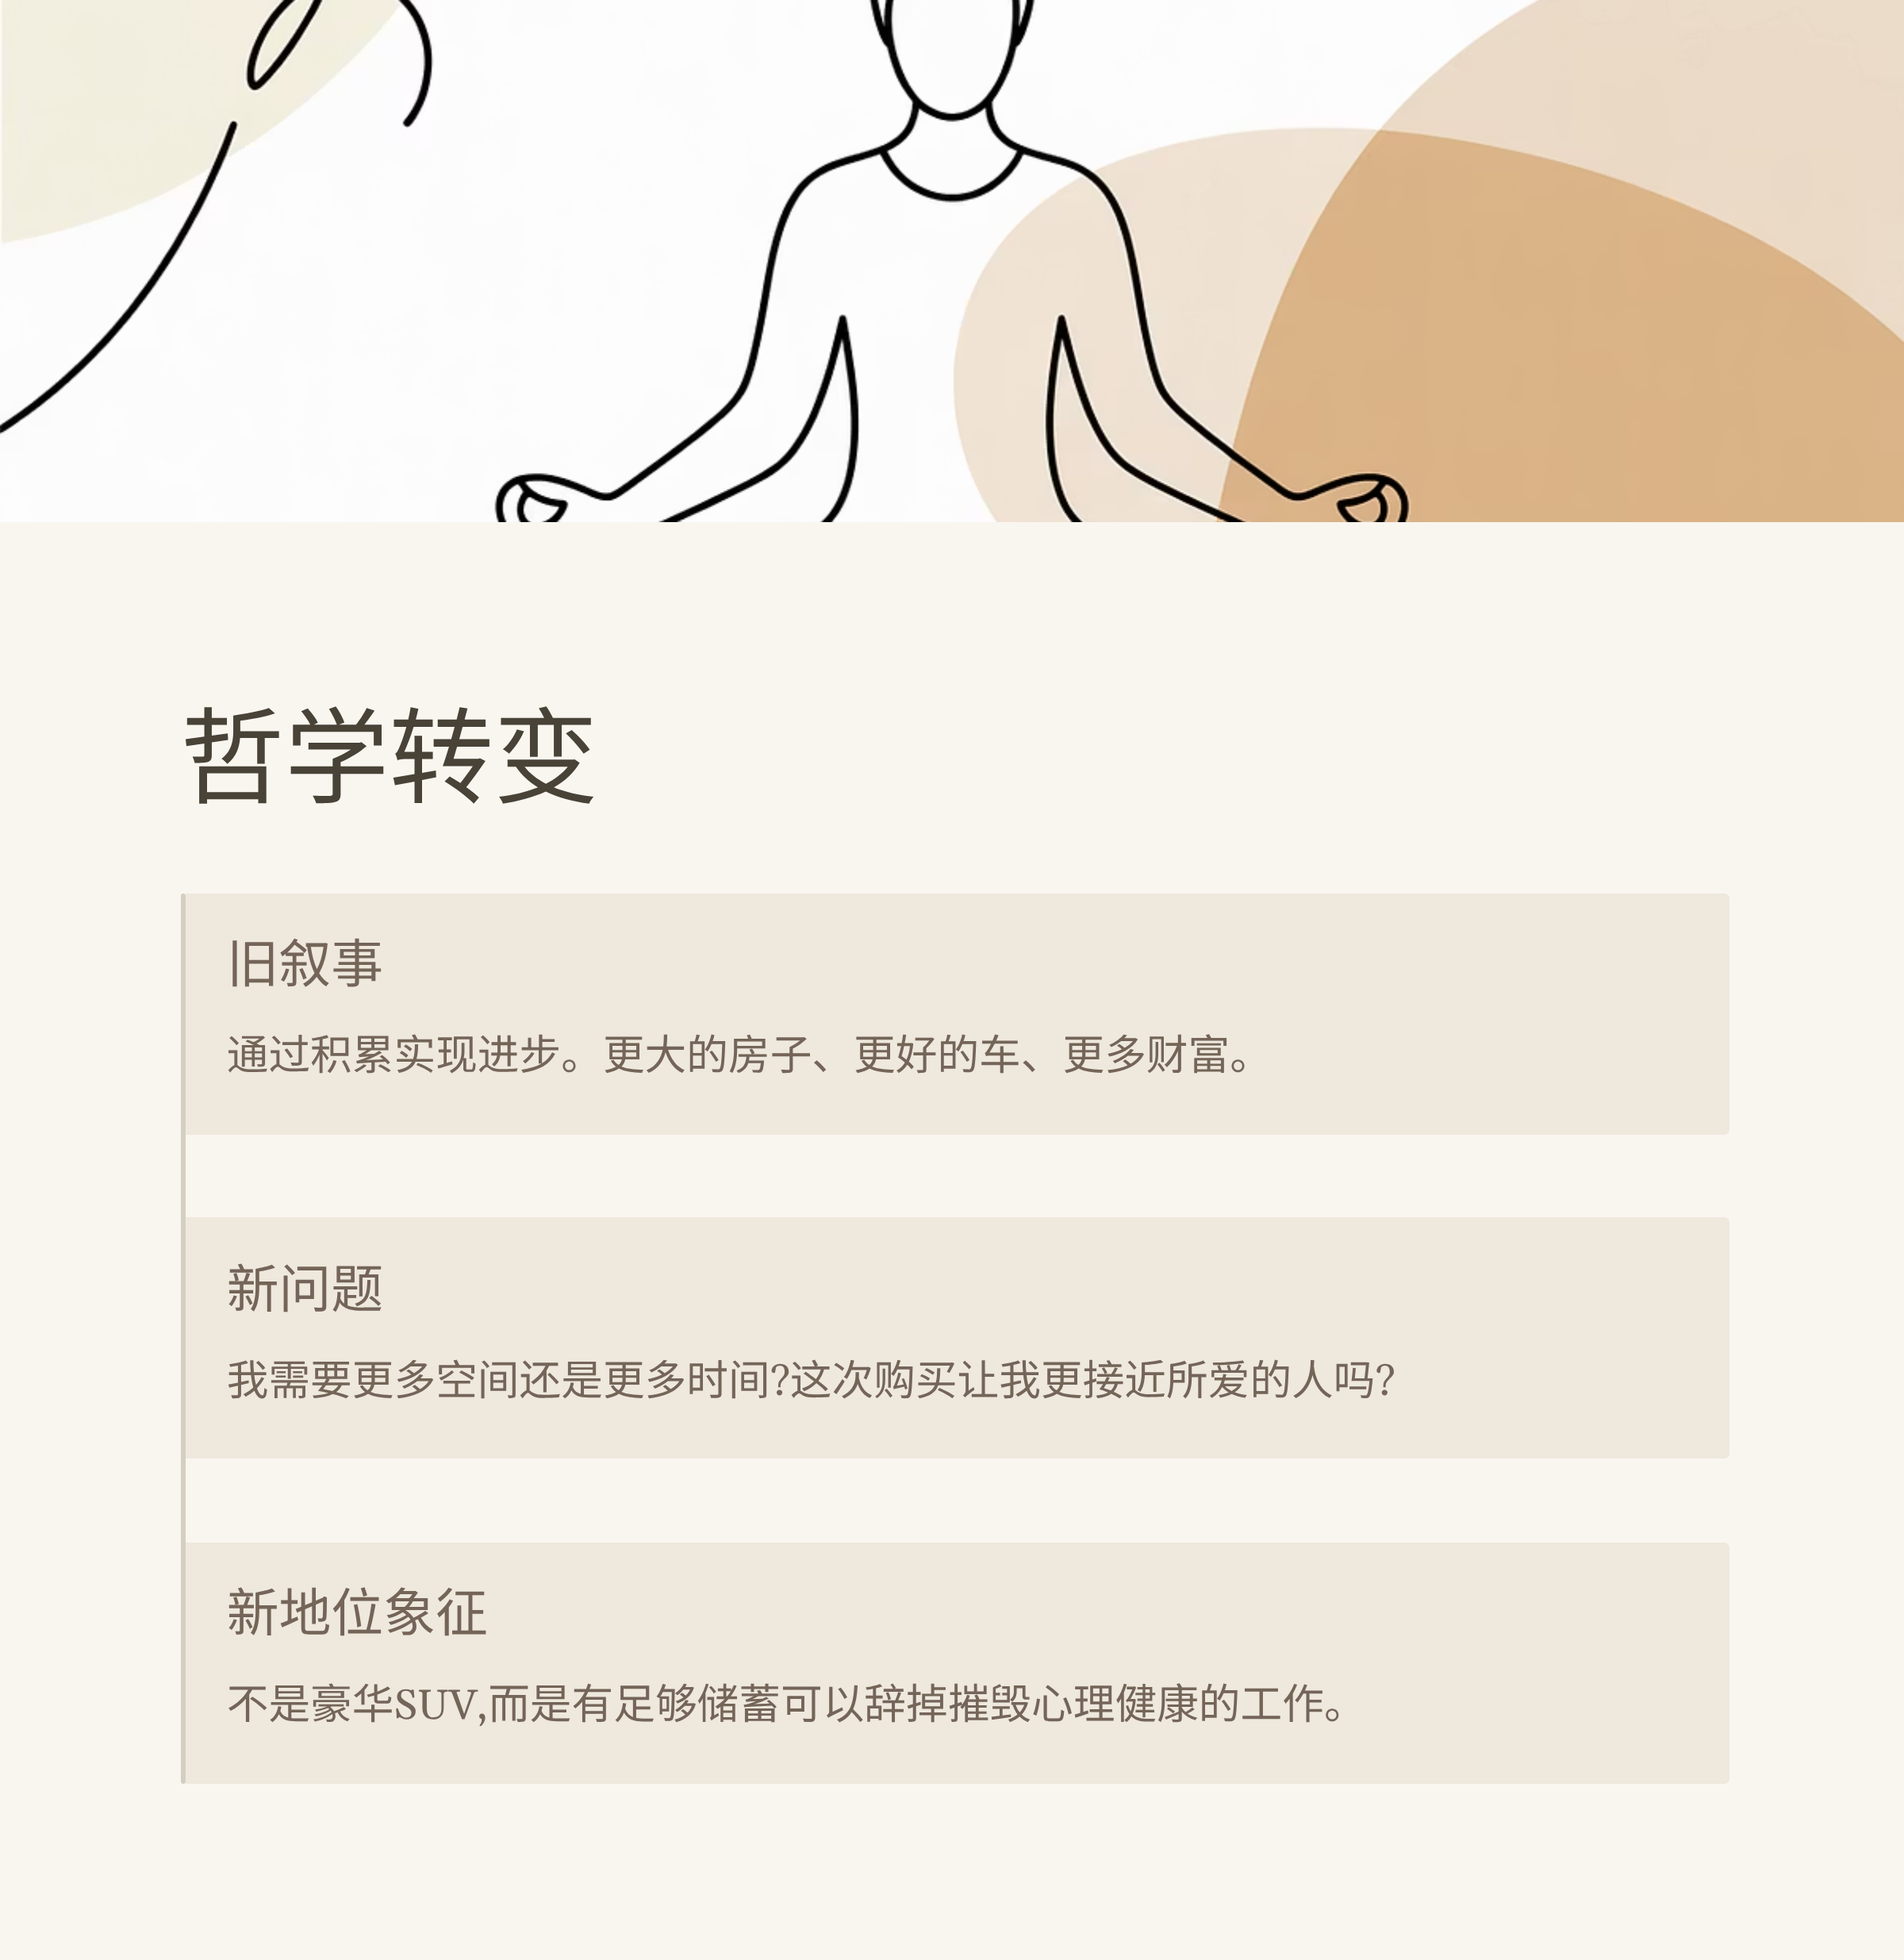 哲学转变
旧叙事
通过积累实现进步。更大的房子、更好的车、更多财富。
新问题
我需要更多空间还是更多时间?这次购买让我更接近所爱的人吗?
新地位象征
不是豪华SUV,而是有足够储蓄可以辞掉摧毁心理健康的工作。